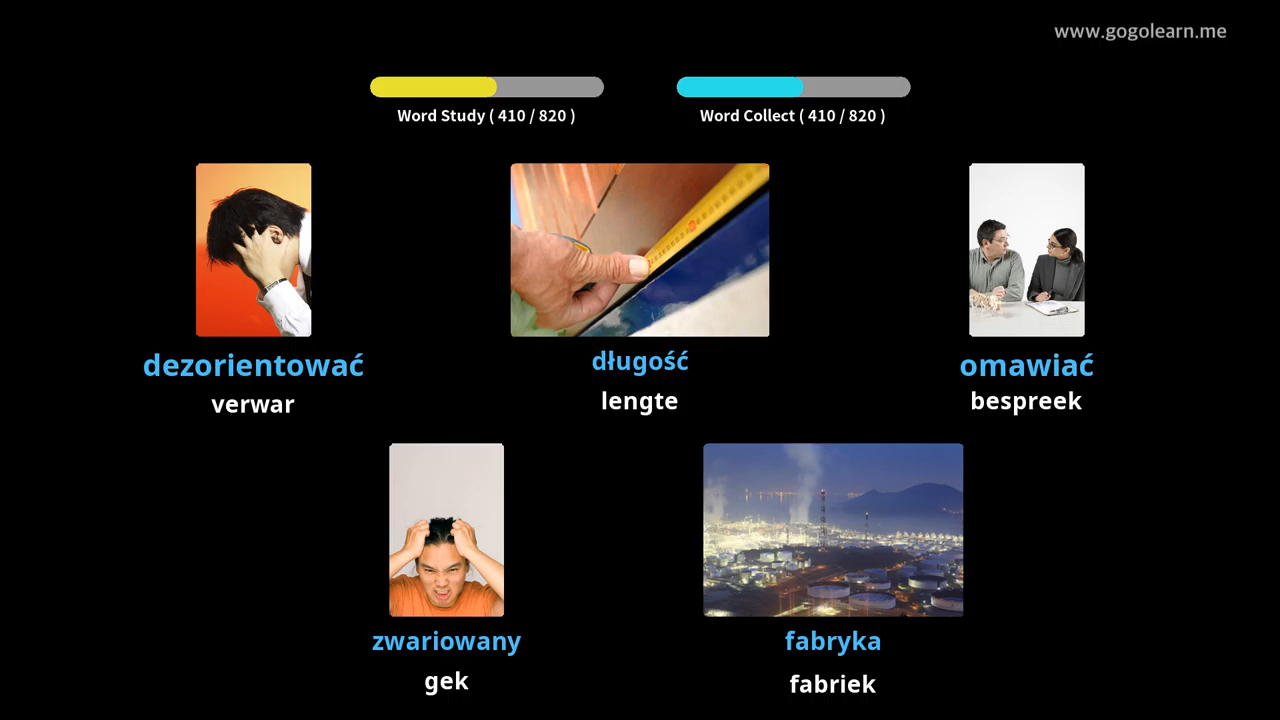 www.gogolearn.me
Word Study ( 410 / 820 )
Word Collect ( 410 / 820 )
dezorientować
verwar
długość
lengte
omawiać
bespreek
zwariowany
gek
fabryka
fabriek